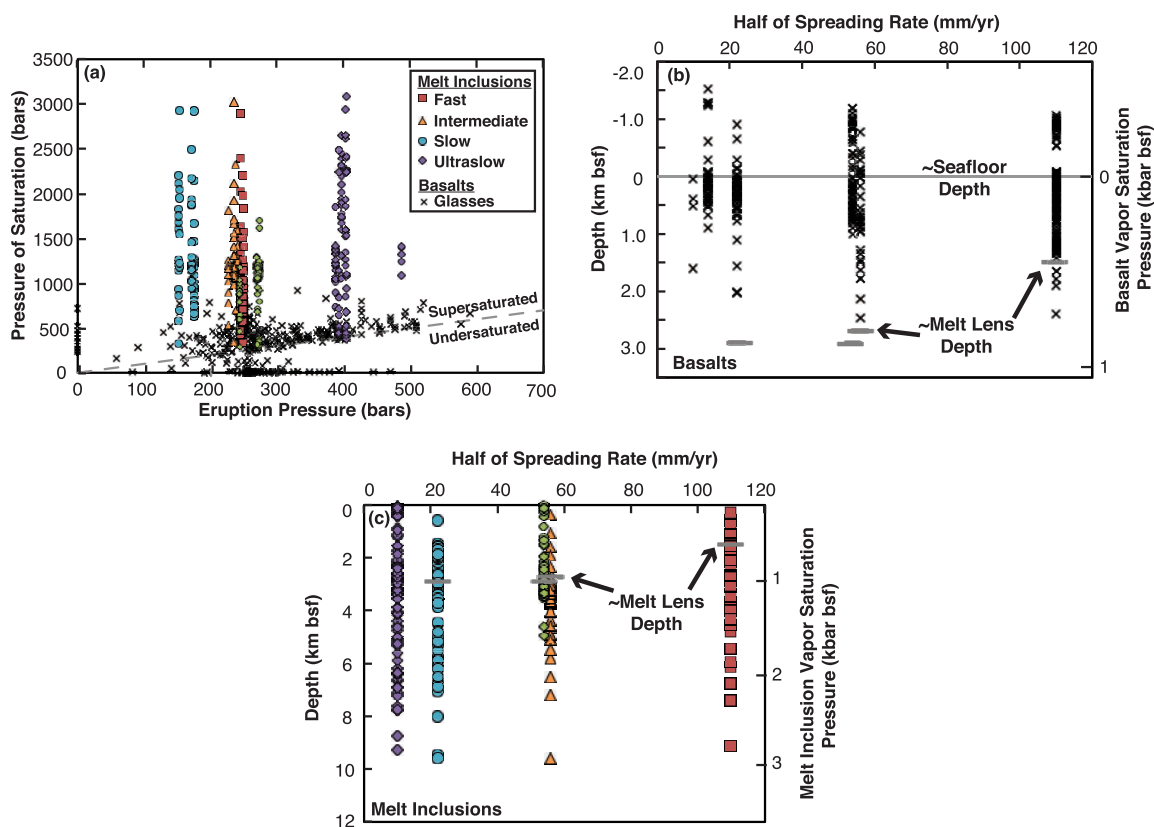 (a)
Pressure of Saturation (bars)
3500
3000
2500
2000
1500
1000
500
0
0 100 200 300 400 500 600 700
Eruption Pressure (bars)
Melt Inclusions
Fast
Intermediate
Slow
Ultraslow
Basalts
Glasses
Supersaturated
Undersaturated
Half of Spreading Rate (mm/yr)
0 20 40 60 80 100 120
(b)
Depth (km bsf)
-2.0
-1.0
0
1.0
2.0
3.0
~Seafloor
Depth
~Melt Lens
Depth
Basalts
0
1
Basalt Vapor Saturation
Pressure (kbar bsf)
Half of Spreading Rate (mm/yr)
0 20 40 60 80 100 120
(c)
Depth (km bsf)
0
2
4
6
8
10
12
~Melt Lens
Depth
Melt Inclusions
1
2
3
Melt Inclusion Vapor Saturation
Pressure (kbar bsf)